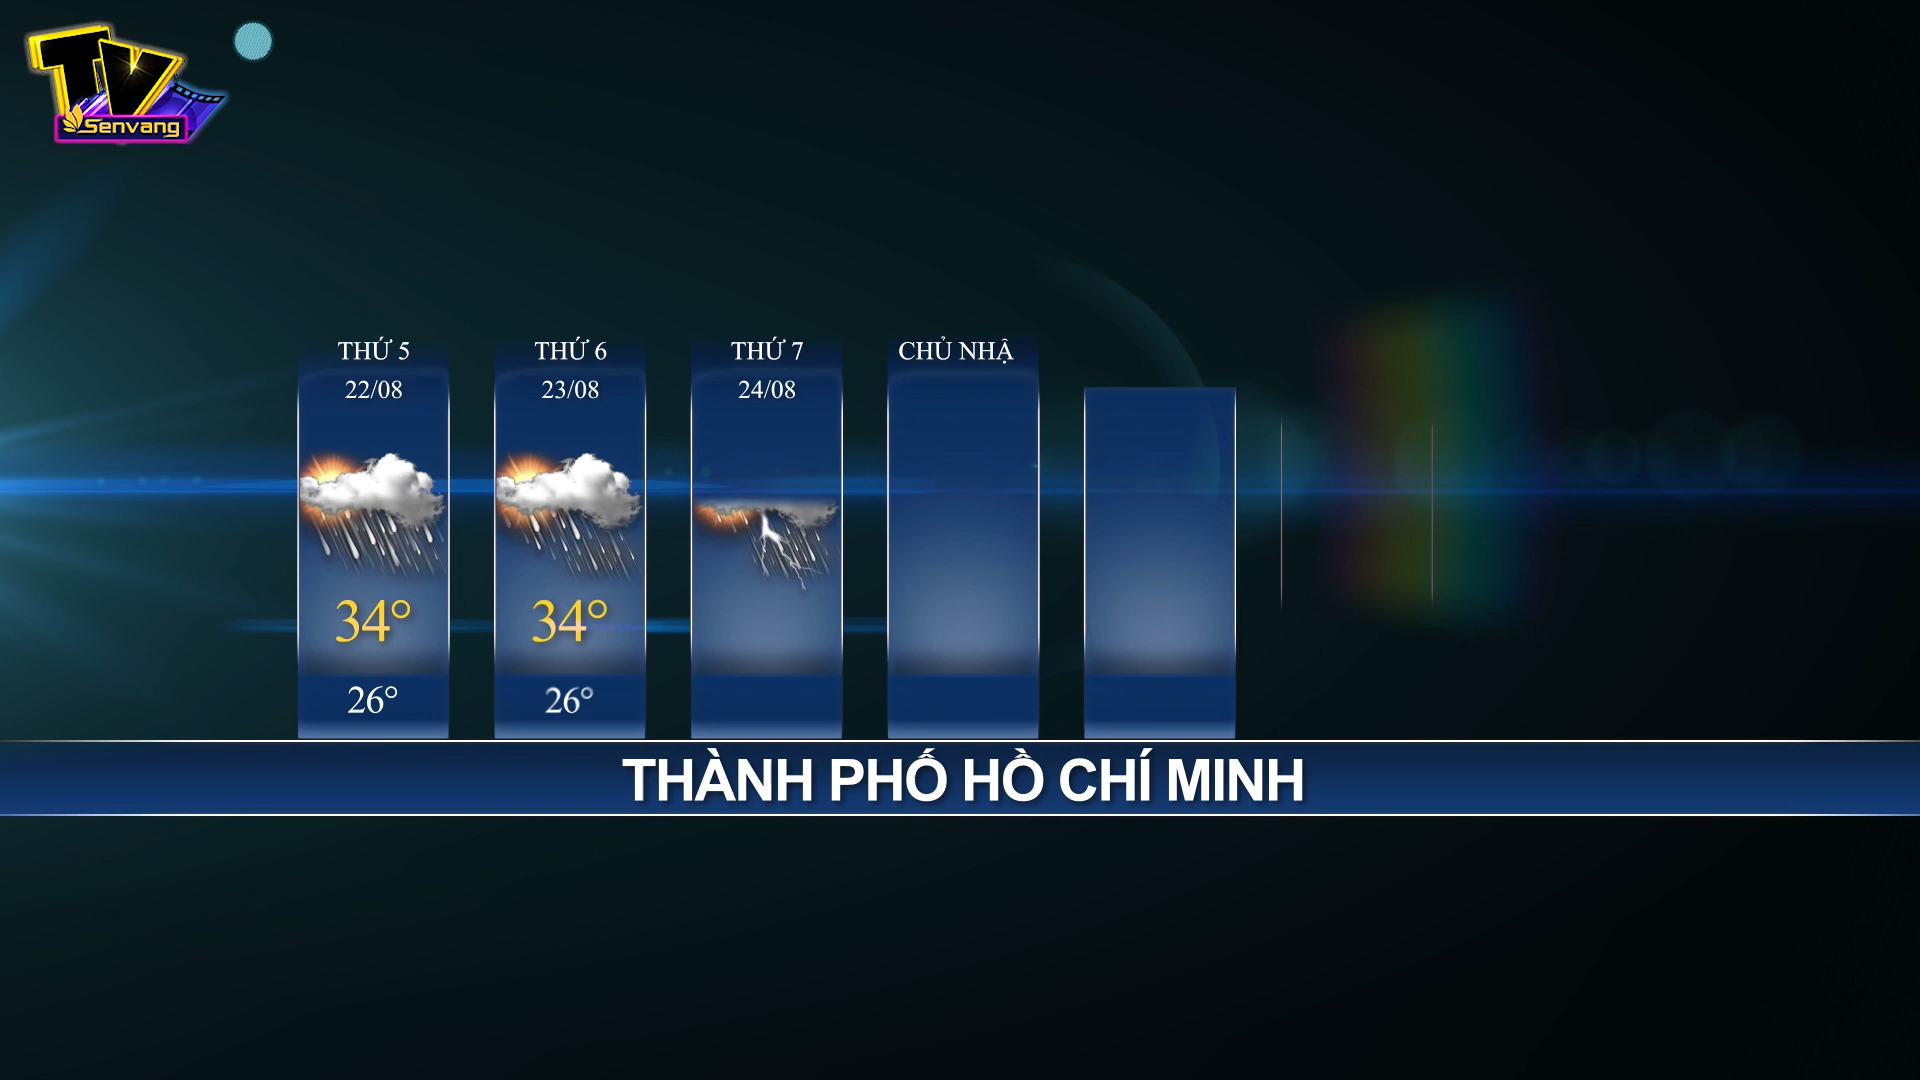 TV
Senvang
THỨ 5
22/08
34°
26°
THỨ 6
23/08
34°
26°
THỨ 7
24/08
CHỦ NHẬ
THÀNH PHỐ HỒ CHÍ MINH